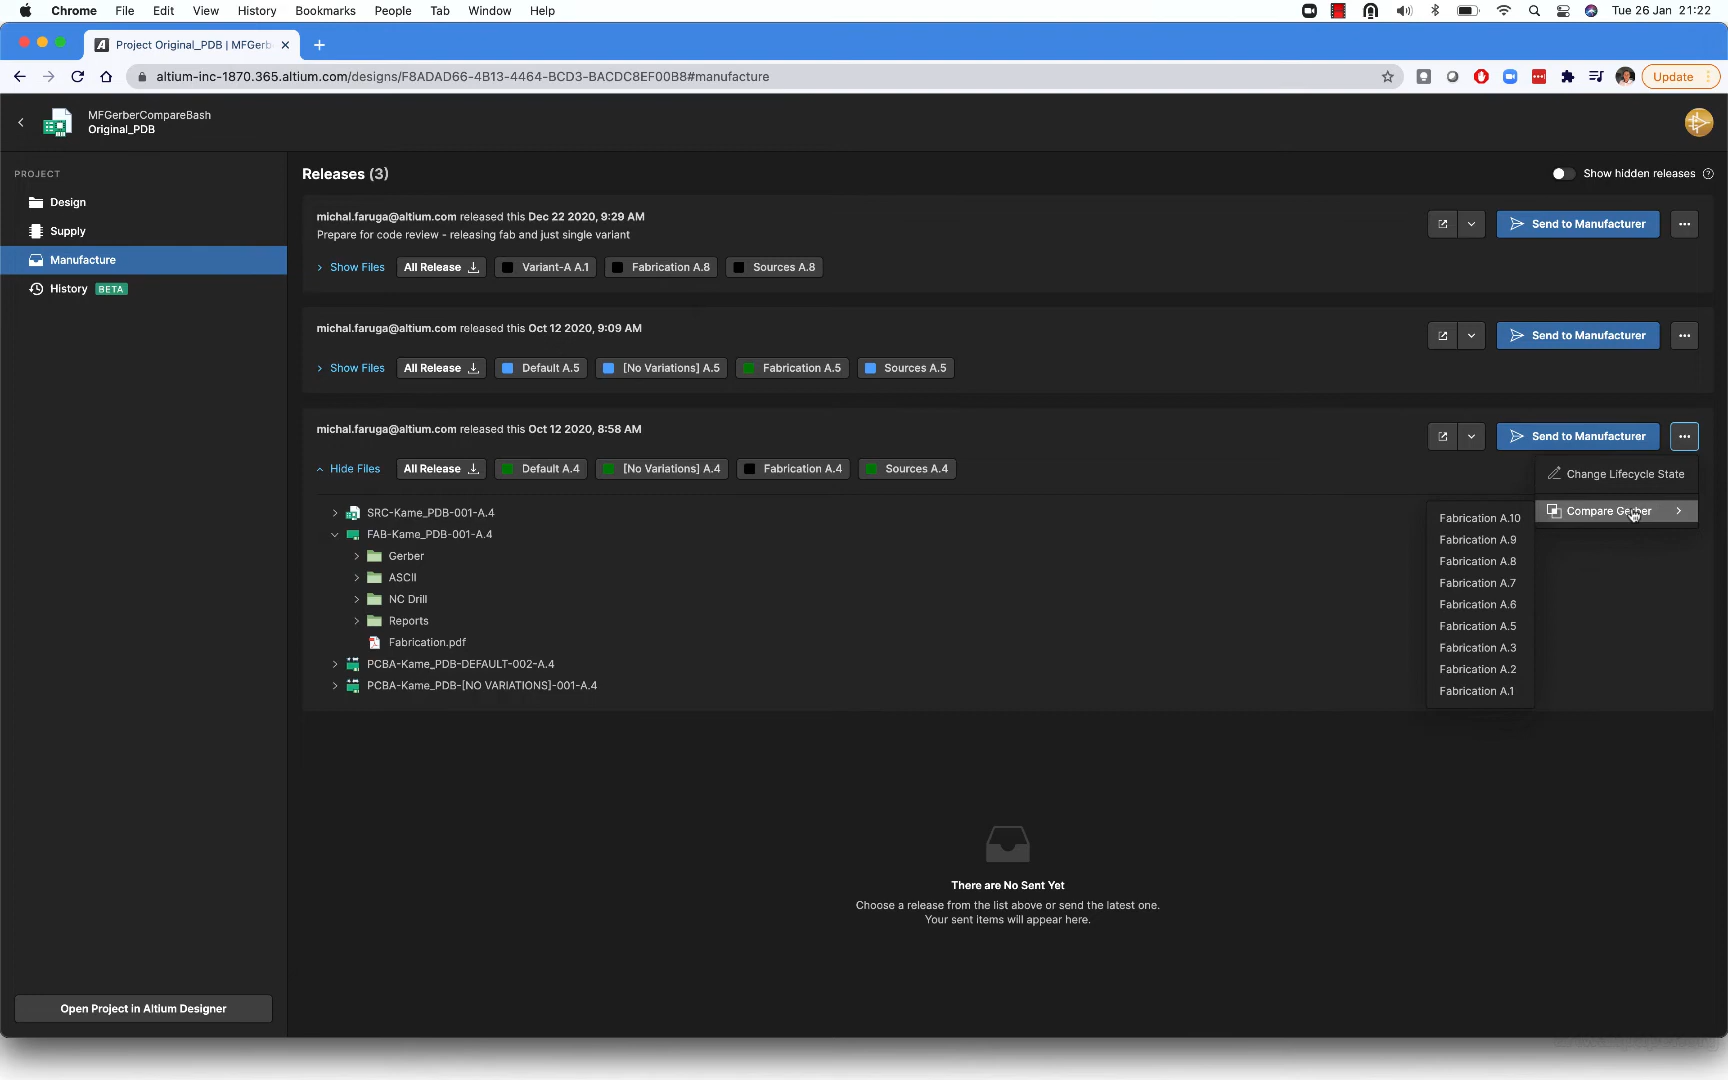 Chrome File Edit View History Bookmarks People Tab Window Help
Tue 26 Jan 21:22
Project Original_PDB | MFGerb
altium-inc-1870.365.altium.com/designs/F8ADAD66-4B13-4464-BCD3-BACDC8EF00B8#manufacture
Update
MFGerberCompareBash
Original_PDB
PROJECT
Design
Supply
Manufacture
History BETA
Open Project in Altium Designer
Releases (3)
Show hidden releases
michal.faruga@altium.com released this Dec 22 2020, 9:29 AM
Prepare for code review - releasing fab and just single variant
Send to Manufacturer
Show Files All Release Variant-A A.1 Fabrication A.8 Sources A.8
michal.faruga@altium.com released this Oct 12 2020, 9:09 AM
Send to Manufacturer
Show Files All Release Default A.5 [No Variations] A.5 Fabrication A.5 Sources A.5
michal.faruga@altium.com released this Oct 12 2020, 8:58 AM
Send to Manufacturer
Hide Files All Release Default A.4 [No Variations] A.4 Fabrication A.4 Sources A.4
SRC-Kame_PDB-001-A.4
FAB-Kame_PDB-001-A.4
Gerber
ASCII
NC Drill
Reports
Fabrication.pdf
PCBA-Kame_PDB-DEFAULT-002-A.4
PCBA-Kame_PDB-[NO VARIATIONS]-001-A.4
Change Lifecycle State
Compare Gerber
Fabrication A.10
Fabrication A.9
Fabrication A.8
Fabrication A.7
Fabrication A.6
Fabrication A.5
Fabrication A.3
Fabrication A.2
Fabrication A.1
There are No Sent Yet
Choose a release from the list above or send the latest one.
Your sent items will appear here.